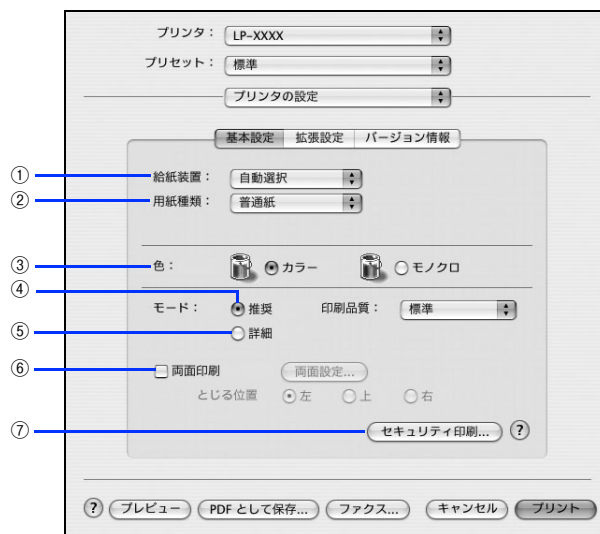 プリンタ： LP-XXXX
プリセット： 標準
プリンタの設定
基本設定 拡張設定 バージョン情報
① 給紙装置： 自動選択
② 用紙種類： 普通紙
③ 色： カラー モノクロ
④ モード： 推奨 印刷品質： 標準
⑤ 詳細
⑥ 両面印刷 両面設定...
とじる位置 左 上 右
⑦ セキュリティ印刷... ?
? プレビュー PDF として保存... ファクス... キャンセル プリント